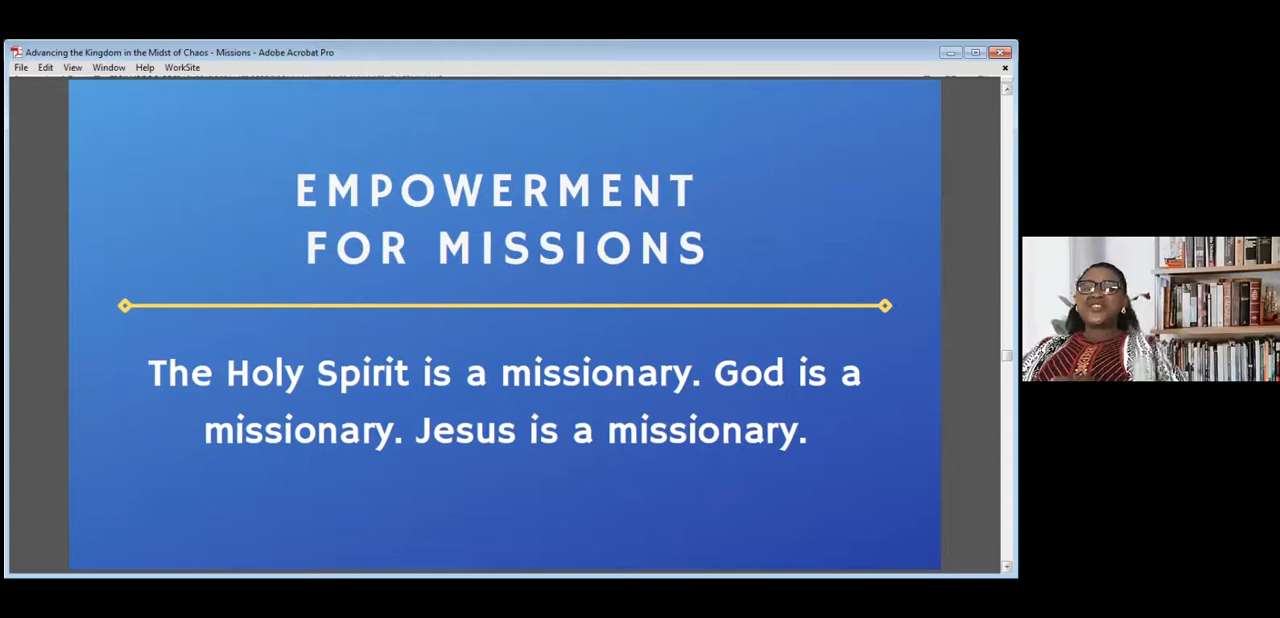 Advancing the Kingdom in the Midst of Chaos - Missions - Adobe Acrobat Pro
File Edit View Window Help WorkSite
EMPOWERMENT
FOR MISSIONS
The Holy Spirit is a missionary. God is a
missionary. Jesus is a missionary.